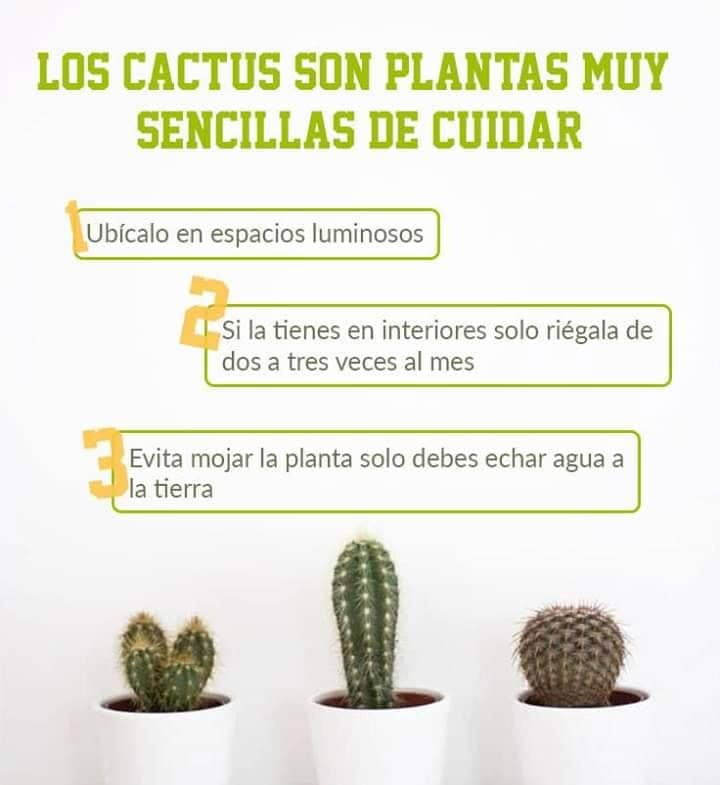 LOS CACTUS SON PLANTAS MUY
SENCILLAS DE CUIDAR
1
Ubícalo en espacios luminosos
2
Si la tienes en interiores solo riégala de
dos a tres veces al mes
3
Evita mojar la planta solo debes echar agua a
la tierra